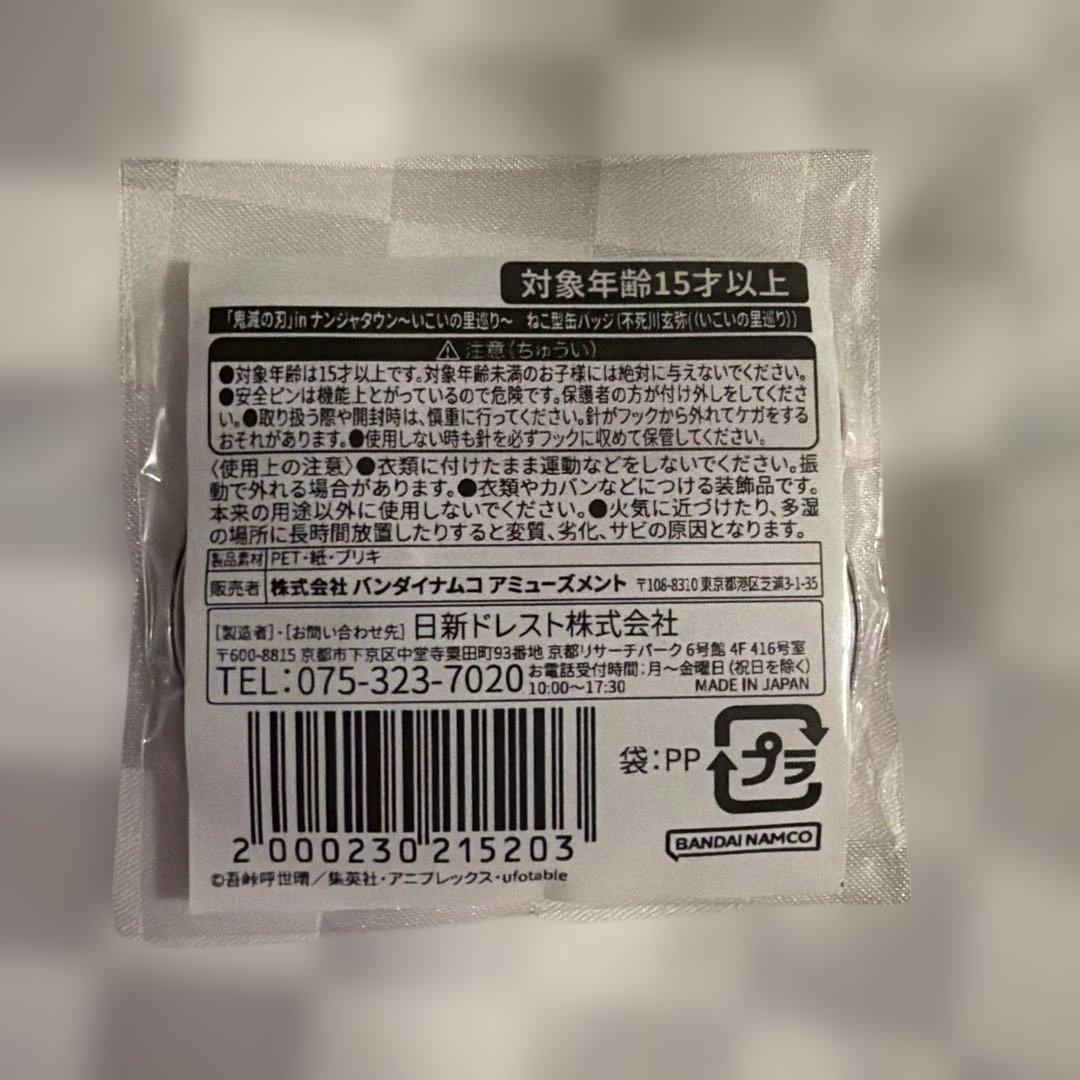 対象年齢15才以上
「鬼滅の刃」in ナンジャタウン～いこいの里巡り～　ねこ型缶バッジ(不死川玄弥((いこいの里巡り))
⚠注意(ちゅうい)
●対象年齢は15才以上です。対象年齢未満のお子様には絶対に与えないでください。
●安全ピンは機能上とがっているので危険です。保護者の方が付け外しをしてくださ
い。●取り扱う際や開封時は、慎重に行ってください。針がフックから外れてケガをする
おそれがあります。●使用しない時も針を必ずフックに収めて保管してください。
〈使用上の注意〉●衣類に付けたまま運動などをしないでください。振
動で外れる場合があります。●衣類やカバンなどにつける装飾品です。
本来の用途以外に使用しないでください。●火気に近づけたり、多湿
の場所に長時間放置したりすると変質、劣化、サビの原因となります。
製品素材 PET・紙・ブリキ
販売者 株式会社 バンダイナムコ アミューズメント 〒108-8310 東京都港区芝浦3-1-35
[製造者]・[お問い合わせ先] 日新ドレスト株式会社
〒600-8815 京都市下京区中堂寺粟田町93番地 京都リサーチパーク 6号館 4F 416号室
TEL：075-323-7020 お電話受付時間：月～金曜日(祝日を除く)
10:00～17:30 MADE IN JAPAN
袋：PP プラ
BANDAI NAMCO
2 000230 215203
©吾峠呼世晴／集英社・アニプレックス・ufotable